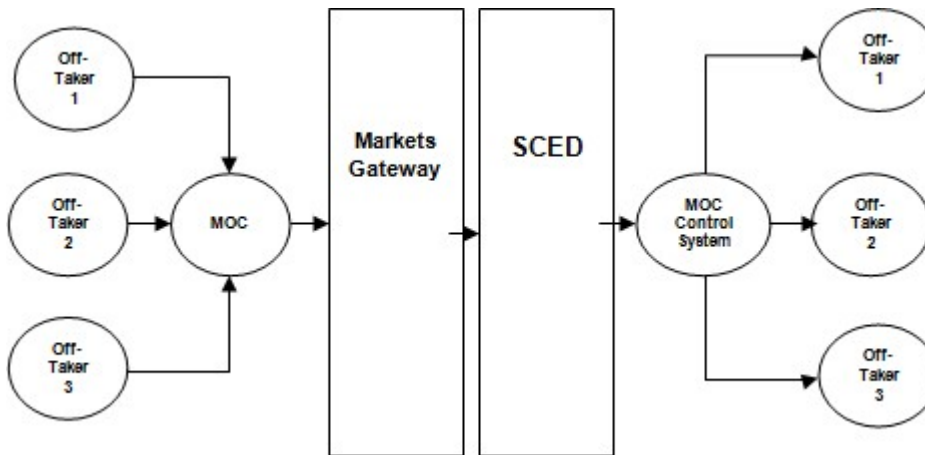 Off-
Taker
1
Off-
Taker
2
Off-
Taker
3
MOC
Markets
Gateway
SCED
MOC
Control
System
Off-
Taker
1
Off-
Taker
2
Off-
Taker
3